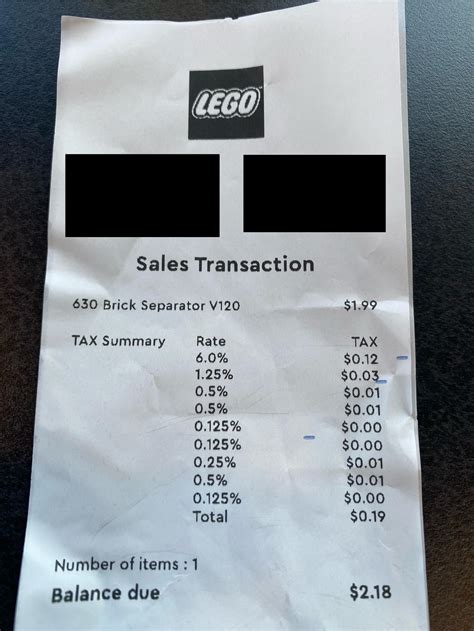 LEGO
Sales Transaction
630 Brick Separator V120 $1.99
TAX Summary Rate TAX
6.0% $0.12
1.25% $0.03
0.5% $0.01
0.5% $0.01
0.125% $0.00
0.125% $0.00
0.25% $0.01
0.5% $0.01
0.125% $0.00
Total $0.19
Number of items : 1
Balance due $2.18